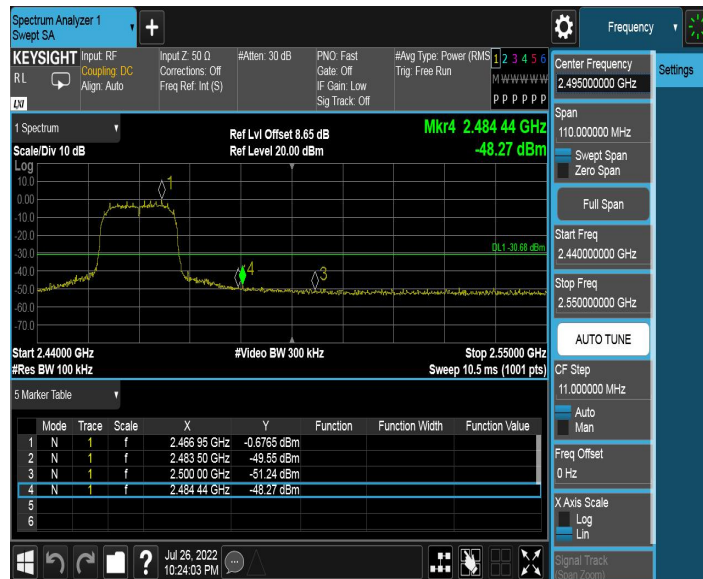 Spectrum Analyzer 1
Swept SA
+
Frequency
KEYSIGHT
RL
LXI
Input: RF
Coupling: DC
Align: Auto
Input Z: 50 Ω
Corrections: Off
Freq Ref: Int (S)
#Atten: 30 dB
PNO: Fast
Gate: Off
IF Gain: Low
Sig Track: Off
#Avg Type: Power (RMS
Trig: Free Run
1 2 3 4 5 6
M W W W W W
P P P P P P
1 Spectrum
Scale/Div 10 dB
Ref Lvl Offset 8.65 dB
Ref Level 20.00 dBm
Mkr4 2.484 44 GHz
-48.27 dBm
Log
10.0
0.00
-10.0
-20.0
-30.0
-40.0
-50.0
-60.0
-70.0
1
4
3
DL1 -30.68 dBm
Start 2.44000 GHz
#Res BW 100 kHz
#Video BW 300 kHz
Stop 2.55000 GHz
Sweep 10.5 ms (1001 pts)
5 Marker Table
Mode Trace Scale X Y Function Function Width Function Value
1 N 1 f 2.466 95 GHz -0.6765 dBm
2 N 1 f 2.483 50 GHz -49.55 dBm
3 N 1 f 2.500 00 GHz -51.24 dBm
4 N 1 f 2.484 44 GHz -48.27 dBm
5
6
?
Jul 26, 2022
10:24:03 PM
Center Frequency
2.495000000 GHz
Span
110.000000 MHz
Swept Span
Zero Span
Full Span
Start Freq
2.440000000 GHz
Stop Freq
2.550000000 GHz
AUTO TUNE
CF Step
11.000000 MHz
Auto
Man
Freq Offset
0 Hz
X Axis Scale
Log
Lin
Signal Track
(Span Zoom)
Settings